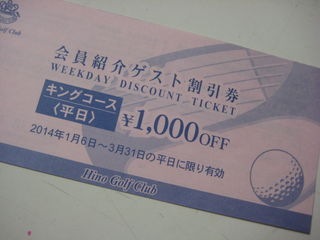 Golf Club
会員紹介ゲスト割引券
WEEKDAY DISCOUNT TICKET
キングコース
〈平日〉
¥1,000OFF
2014年1月6日～3月31日の平日に限り有効
Hino Golf Club